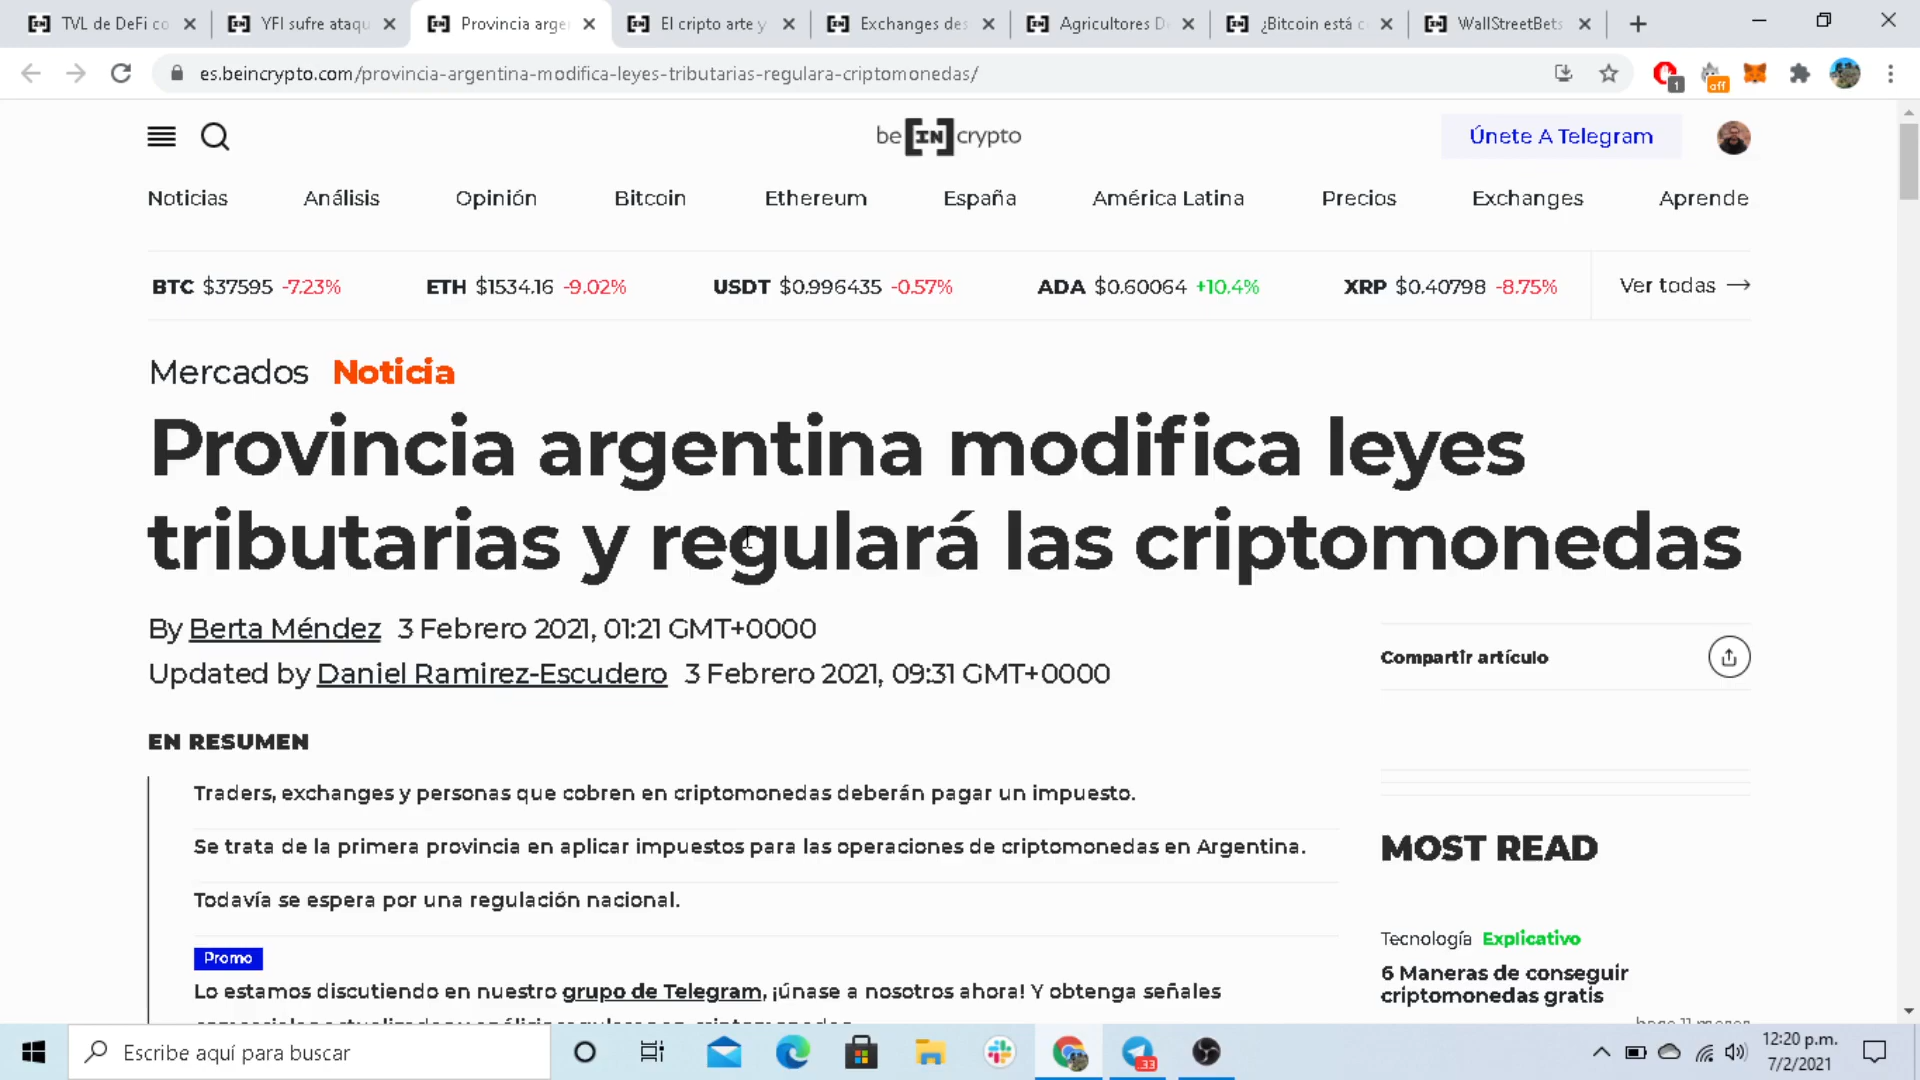 TVL de DeFi co
YFI sufre ataqu
Provincia arge
El cripto arte y
Exchanges des
Agricultores D
¿Bitcoin está c
WallStreetBets
es.beincrypto.com/provincia-argentina-modifica-leyes-tributarias-regulara-criptomonedas/
1
off
be[IN]crypto
Únete A Telegram
Noticias Análisis Opinión Bitcoin Ethereum España América Latina Precios Exchanges Aprende
BTC $37595 -7.23% ETH $1534.16 -9.02% USDT $0.996435 -0.57% ADA $0.60064 +10.4% XRP $0.40798 -8.75% Ver todas →
Mercados Noticia
Provincia argentina modifica leyes
tributarias y regulará las criptomonedas
By Berta Méndez 3 Febrero 2021, 01:21 GMT+0000
Updated by Daniel Ramirez-Escudero 3 Febrero 2021, 09:31 GMT+0000
Compartir artículo
EN RESUMEN
Traders, exchanges y personas que cobren en criptomonedas deberán pagar un impuesto.
Se trata de la primera provincia en aplicar impuestos para las operaciones de criptomonedas en Argentina.
Todavía se espera por una regulación nacional.
Promo
Lo estamos discutiendo en nuestro grupo de Telegram, ¡únase a nosotros ahora! Y obtenga señales
MOST READ
Tecnología Explicativo
6 Maneras de conseguir
criptomonedas gratis
Escribe aquí para buscar
33
12:20 p.m.
7/2/2021